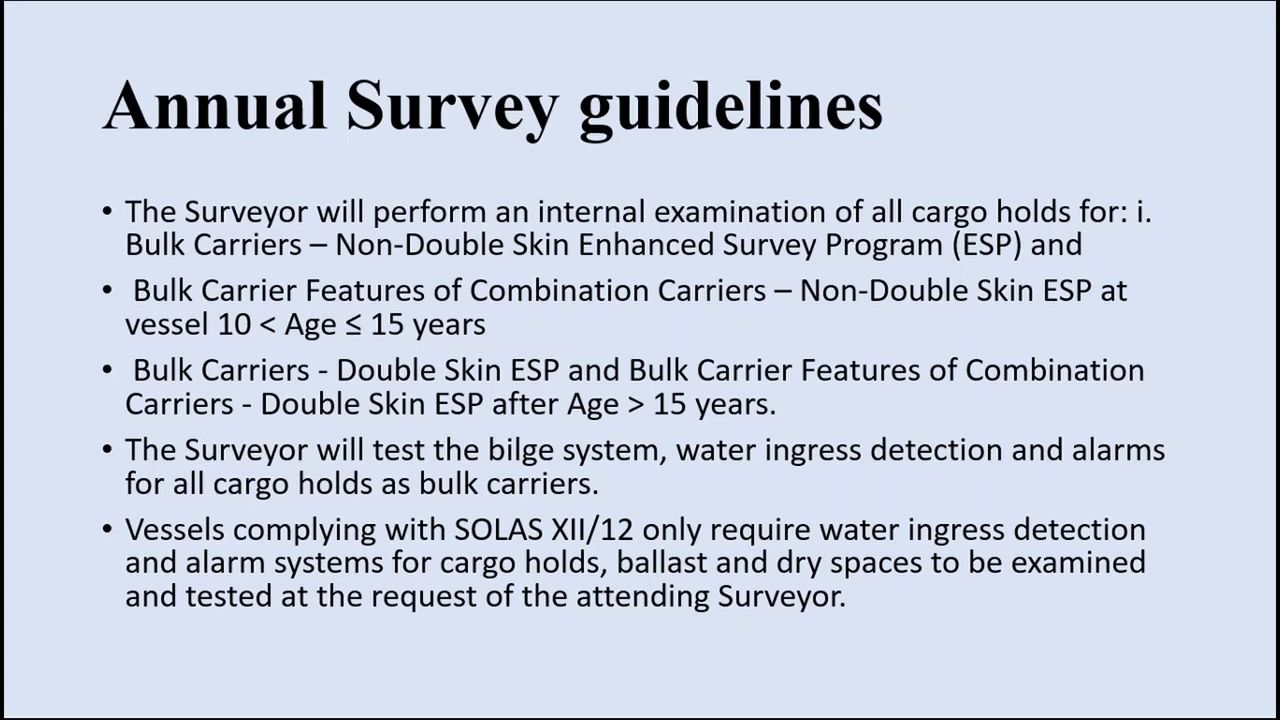 Annual Survey guidelines
• The Surveyor will perform an internal examination of all cargo holds for: i.
Bulk Carriers – Non-Double Skin Enhanced Survey Program (ESP) and
• Bulk Carrier Features of Combination Carriers – Non-Double Skin ESP at
vessel 10 < Age ≤ 15 years
• Bulk Carriers - Double Skin ESP and Bulk Carrier Features of Combination
Carriers - Double Skin ESP after Age > 15 years.
• The Surveyor will test the bilge system, water ingress detection and alarms
for all cargo holds as bulk carriers.
• Vessels complying with SOLAS XII/12 only require water ingress detection
and alarm systems for cargo holds, ballast and dry spaces to be examined
and tested at the request of the attending Surveyor.